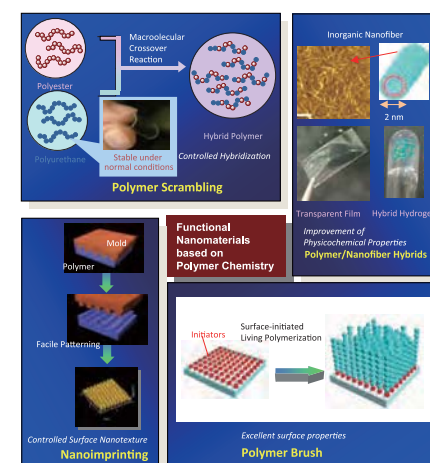 Macroolecular
Crossover
Reaction
Polyester
Polyurethane
Stable under
normal conditions
Hybrid Polymer
Controlled Hybridization
Polymer Scrambling
Inorganic Nanofiber
2 nm
Transparent Film
Hybrid Hydroge
Improvement of
Physicochemical Properties
Polymer/Nanofiber Hybrids
Functional
Nanomaterials
based on
Polymer Chemistry
Mold
Polymer
Facile Patterning
Controlled Surface Nanotexture
Nanoimprinting
Initiators
Surface-initiated
Living Polymerization
Excellent surface properties
Polymer Brush